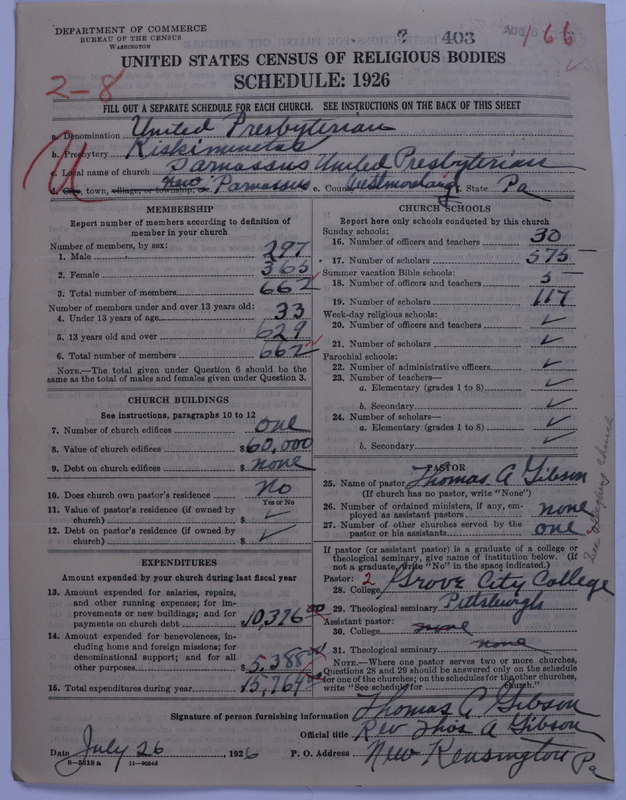 DEPARTMENT OF COMMERCE
BUREAU OF THE CENSUS
WASHINGTON
403
166
UNITED STATES CENSUS OF RELIGIOUS BODIES
SCHEDULE: 1926
2-8
FILL OUT A SEPARATE SCHEDULE FOR EACH CHURCH. SEE INSTRUCTIONS ON THE BACK OF THIS SHEET
a. Denomination United Presbyterian
b. Presbytery Kiskiminetas
c. Local name of church Parnassus United Presbyterian
d. City, town, village, or township, etc. Parnassus e. County Westmoreland f. State Pa
MEMBERSHIP
Report number of members according to definition of member in your church
Number of members, by sex:
1. Male 297
2. Female 365
3. Total number of members 662 ✓
Number of members under and over 13 years old:
4. Under 13 years of age 33
5. 13 years old and over 629
6. Total number of members 662 ✓
NOTE.—The total given under Question 6 should be the same as the total of males and females given under Question 3.
CHURCH BUILDINGS
See instructions, paragraphs 10 to 12
7. Number of church edifices one
8. Value of church edifices $60,000
9. Debt on church edifices $ none
10. Does church own pastor's residence No
Yes or No
11. Value of pastor's residence (if owned by church) $ ✓
12. Debt on pastor's residence (if owned by church) $ ✓
EXPENDITURES
Amount expended by your church during last fiscal year
13. Amount expended for salaries, repairs, and other running expenses; for improvements or new buildings; and for payments on church debt $10,376.00
14. Amount expended for benevolences, including home and foreign missions; for denominational support; and for all other purposes $5,388
15. Total expenditures during year 15,764
CHURCH SCHOOLS
Report here only schools conducted by this church
Sunday schools:
16. Number of officers and teachers 30
17. Number of scholars 575
Summer vacation Bible schools:
18. Number of officers and teachers 5
19. Number of scholars 117
Week-day religious schools:
20. Number of officers and teachers ✓
21. Number of scholars ✓
Parochial schools:
22. Number of administrative officers ✓
23. Number of teachers—
a. Elementary (grades 1 to 8) ✓
b. Secondary ✓
24. Number of scholars—
a. Elementary (grades 1 to 8) ✓
b. Secondary ✓
PASTOR
25. Name of pastor Thomas A Gibson
(If church has no pastor, write "None")
26. Number of ordained ministers, if any, employed as assistant pastors none
27. Number of other churches served by the pastor or his assistants one
If pastor (or assistant pastor) is a graduate of a college or theological seminary, give name of institution below. (If not a graduate, write "No" in the space indicated.)
Pastor: 2
28. College Grove City College
29. Theological seminary Pittsburgh
Assistant pastor:
30. College none
31. Theological seminary none
NOTE.—Where one pastor serves two or more churches, Questions 28 and 29 should be answered only on the schedule for one of the churches; on the schedules for the other churches, write "See schedule for Church."
Signature of person furnishing information Thomas A Gibson
Official title Rev Thos A Gibson
Date July 26, 1926 P. O. Address New Kensington Pa